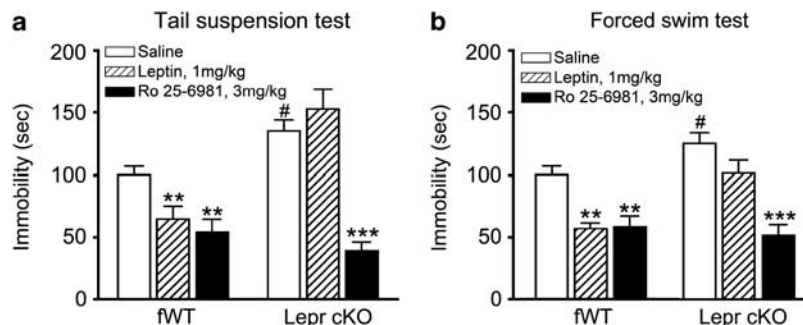 a
Tail suspension test
200
150
100
50
0
Immobility (sec)
Saline
Leptin, 1mg/kg
Ro 25-6981, 3mg/kg
**
**
#
***
fWT
Lepr cKO
b
Forced swim test
200
150
100
50
0
Immobility (sec)
Saline
Leptin, 1mg/kg
Ro 25-6981, 3mg/kg
**
**
#
***
fWT
Lepr cKO